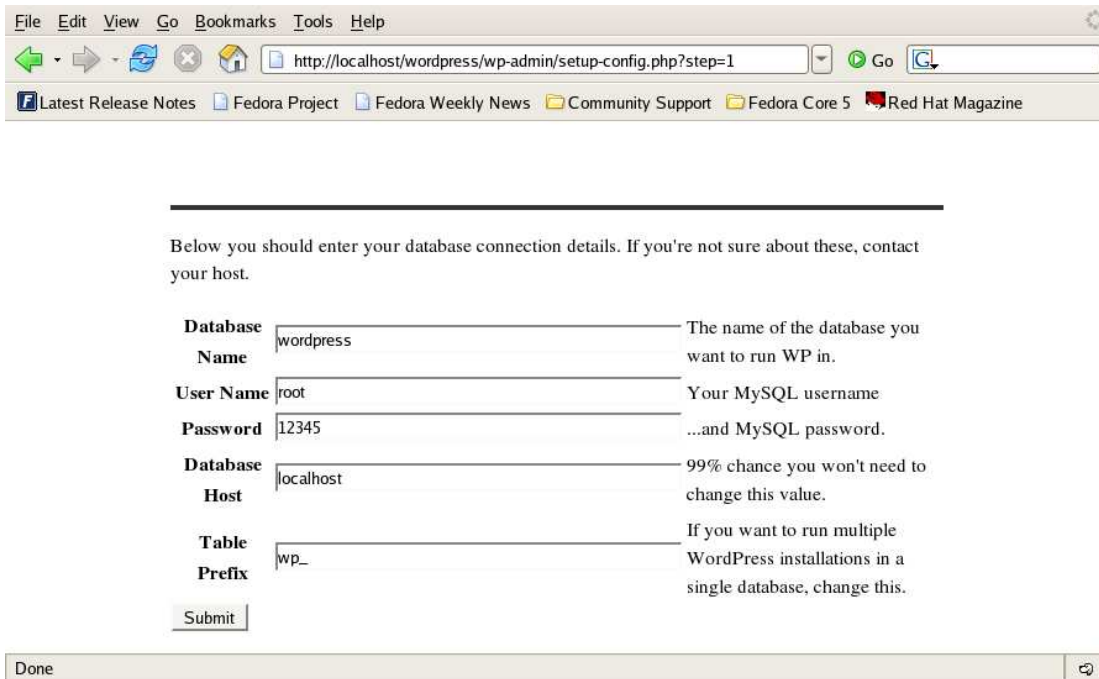 File Edit View Go Bookmarks Tools Help
http://localhost/wordpress/wp-admin/setup-config.php?step=1
Go
G
Latest Release Notes Fedora Project Fedora Weekly News Community Support Fedora Core 5 Red Hat Magazine
Below you should enter your database connection details. If you're not sure about these, contact
your host.
Database
Name
wordpress
The name of the database you
want to run WP in.
User Name root Your MySQL username
Password 12345 ...and MySQL password.
Database
Host
localhost
99% chance you won't need to
change this value.
Table
Prefix
wp_
If you want to run multiple
WordPress installations in a
single database, change this.
Submit
Done